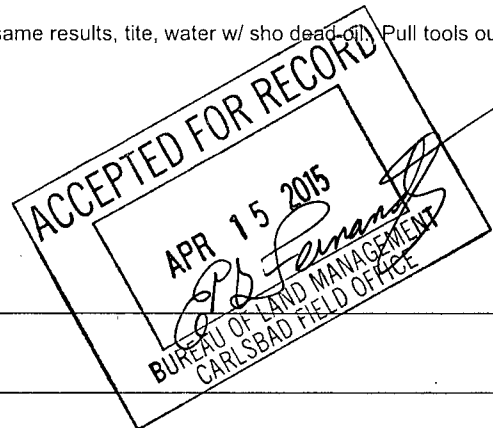 same results, tite, water w/ sho dead oil. Pull tools ou
ACCEPTED FOR RECORD
APR 15 2015
BUREAU OF LAND MANAGEMENT
CARLSBAD FIELD OFFICE